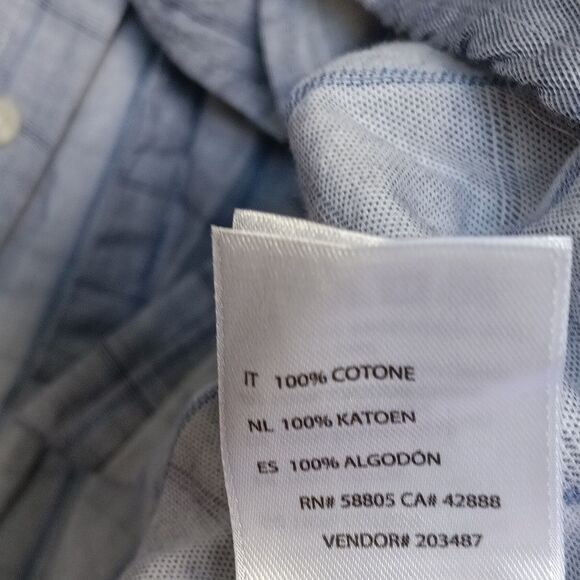 IT 100% COTONE
NL 100% KATOEN
ES 100% ALGODÓN
RN# 58805 CA# 42888
VENDOR# 203487